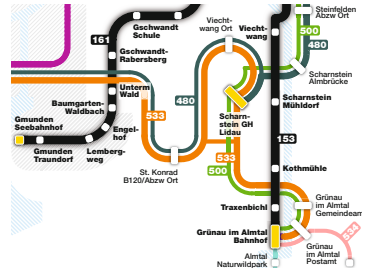 Gschwandt
Schule
161
Gschwandt-
Rabersberg
Unterm
Wald
Baumgarten-
Waldbach
Gmunden
Seebahnhof
Engel-
hof
Gmunden
Traundorf
Lemberg-
weg
533
480
St. Konrad
B120/Abzw Ort
Viecht-
wang Ort
Viecht-
wang
Steinfelden
Abzw Ort
500
480
Scharnstein
Almbrücke
Scharnstein
Mühldorf
Scharn-
stein GH
Lidau
153
533
500
Kothmühle
Traxenbichl
Grünau
im Almtal
Gemeindeam
Grünau im Almtal
Bahnhof
534
Almtal
Naturwildpark
Grünau
im Almtal
Postamt